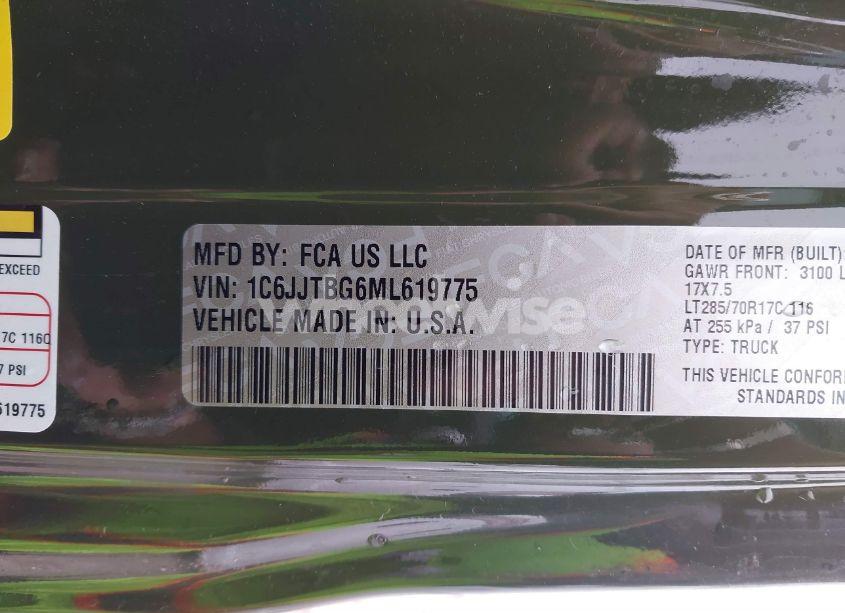 EXCEED
7C 116C
7 PSI
619775
MFD BY: FCA US LLC
VIN: 1C6JJTBG6ML619775
VEHICLE MADE IN: U.S.A.
DATE OF MFR (BUILT):
GAWR FRONT: 3100 L
17X7.5
LT285/70R17C 116
AT 255 kPa / 37 PSI
TYPE: TRUCK
THIS VEHICLE CONFOR
STANDARDS IN